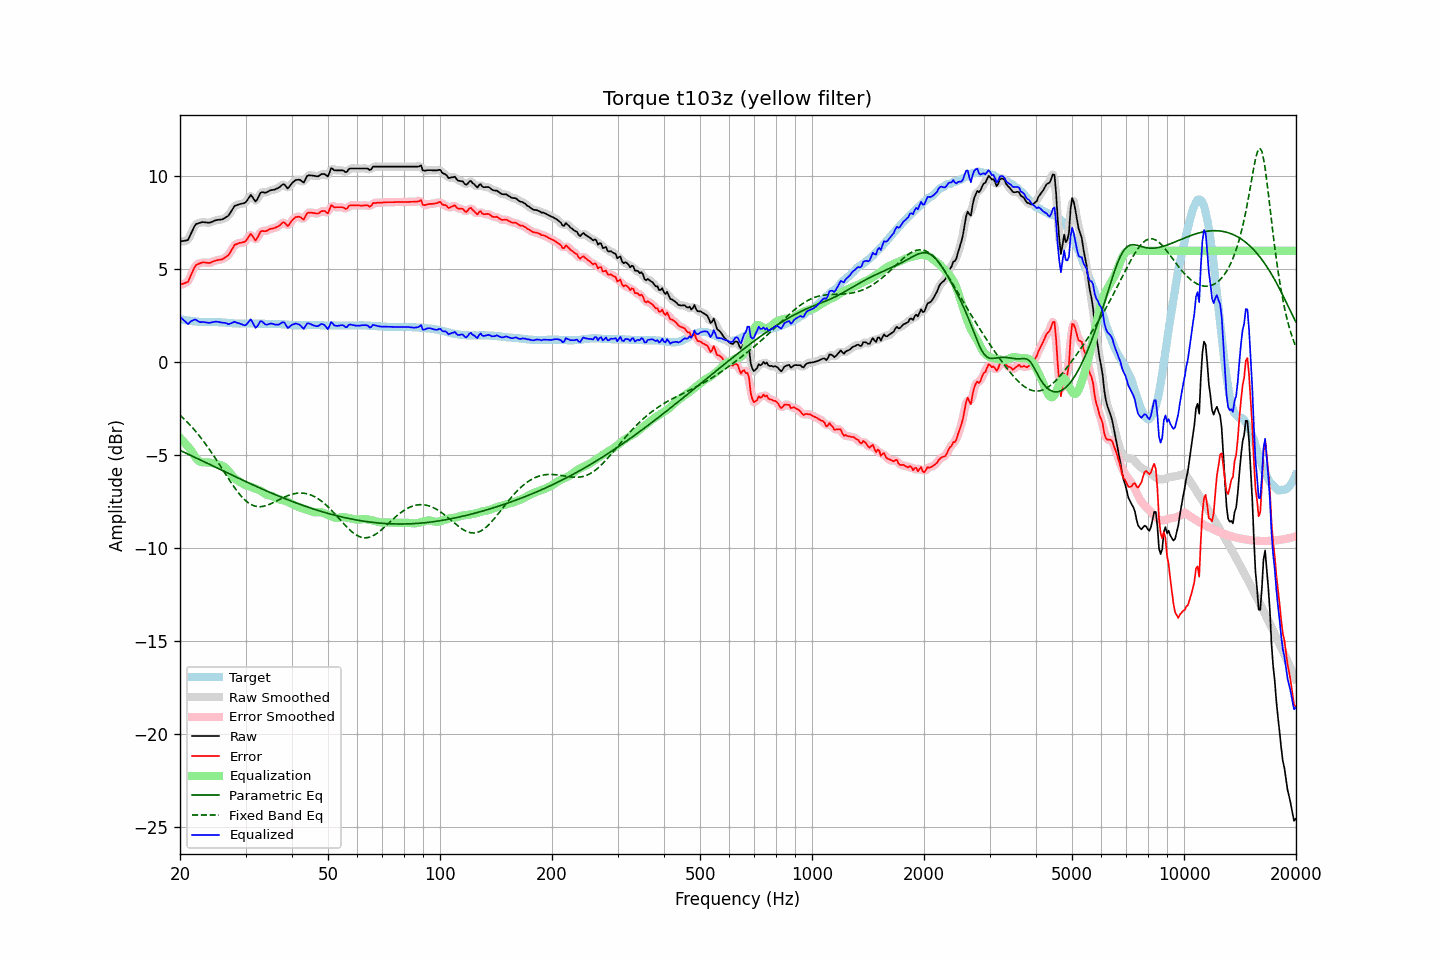 Torque t103z (yellow filter)
Amplitude (dBr)
10
5
0
−5
−10
−15
−20
−25
Target
Raw Smoothed
Error Smoothed
Raw
Error
Equalization
Parametric Eq
Fixed Band Eq
Equalized
20 50 100 200 500 1000 2000 5000 10000 20000
Frequency (Hz)